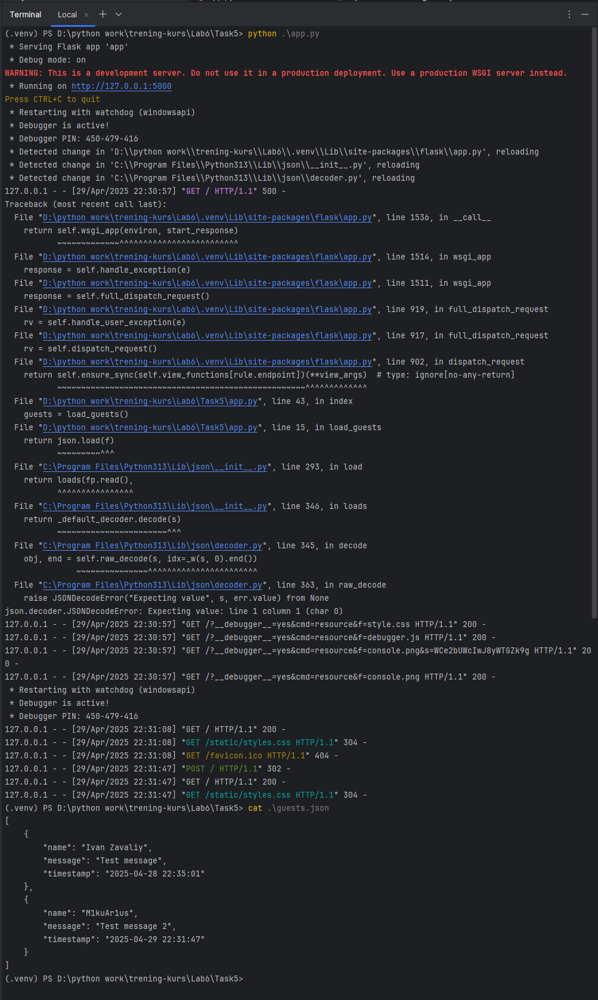 Terminal Local
(.venv) PS D:\python work\trening-kurs\Lab6\Task5> python .\app.py
 * Serving Flask app 'app'
 * Debug mode: on
WARNING: This is a development server. Do not use it in a production deployment. Use a production WSGI server instead.
 * Running on http://127.0.0.1:5000
Press CTRL+C to quit
 * Restarting with watchdog (windowsapi)
 * Debugger is active!
 * Debugger PIN: 450-479-416
 * Detected change in 'D:\\python work\\trening-kurs\\Lab6\\.venv\\Lib\\site-packages\\flask\\app.py', reloading
 * Detected change in 'C:\\Program Files\\Python313\\Lib\\json\\__init__.py', reloading
 * Detected change in 'C:\\Program Files\\Python313\\Lib\\json\\decoder.py', reloading
127.0.0.1 - - [29/Apr/2025 22:30:57] "GET / HTTP/1.1" 500 -
Traceback (most recent call last):
  File "D:\python work\trening-kurs\Lab6\.venv\Lib\site-packages\flask\app.py", line 1536, in __call__
    return self.wsgi_app(environ, start_response)
           ~~~~~~~~~~~~~^^^^^^^^^^^^^^^^^^^^^^^^^
  File "D:\python work\trening-kurs\Lab6\.venv\Lib\site-packages\flask\app.py", line 1514, in wsgi_app
    response = self.handle_exception(e)
  File "D:\python work\trening-kurs\Lab6\.venv\Lib\site-packages\flask\app.py", line 1511, in wsgi_app
    response = self.full_dispatch_request()
  File "D:\python work\trening-kurs\Lab6\.venv\Lib\site-packages\flask\app.py", line 919, in full_dispatch_request
    rv = self.handle_user_exception(e)
  File "D:\python work\trening-kurs\Lab6\.venv\Lib\site-packages\flask\app.py", line 917, in full_dispatch_request
    rv = self.dispatch_request()
  File "D:\python work\trening-kurs\Lab6\.venv\Lib\site-packages\flask\app.py", line 902, in dispatch_request
    return self.ensure_sync(self.view_functions[rule.endpoint])(**view_args)  # type: ignore[no-any-return]
           ~~~~~~~~~~~~~~~~~~~~~~~~~~~~~~~~~~~~~~~~~~~~~~~~~~~~^^^^^^^^^^^^^
  File "D:\python work\trening-kurs\Lab6\Task5\app.py", line 43, in index
    guests = load_guests()
  File "D:\python work\trening-kurs\Lab6\Task5\app.py", line 15, in load_guests
    return json.load(f)
           ~~~~~~~~~^^^
  File "C:\Program Files\Python313\Lib\json\__init__.py", line 293, in load
    return loads(fp.read(),
           ^^^^^^^^^^^^^^^^
  File "C:\Program Files\Python313\Lib\json\__init__.py", line 346, in loads
    return _default_decoder.decode(s)
           ~~~~~~~~~~~~~~~~~~~~~~~^^^
  File "C:\Program Files\Python313\Lib\json\decoder.py", line 345, in decode
    obj, end = self.raw_decode(s, idx=_w(s, 0).end())
               ~~~~~~~~~~~~~~~^^^^^^^^^^^^^^^^^^^^^^^
  File "C:\Program Files\Python313\Lib\json\decoder.py", line 363, in raw_decode
    raise JSONDecodeError("Expecting value", s, err.value) from None
json.decoder.JSONDecodeError: Expecting value: line 1 column 1 (char 0)
127.0.0.1 - - [29/Apr/2025 22:30:57] "GET /?__debugger__=yes&cmd=resource&f=style.css HTTP/1.1" 200 -
127.0.0.1 - - [29/Apr/2025 22:30:57] "GET /?__debugger__=yes&cmd=resource&f=debugger.js HTTP/1.1" 200 -
127.0.0.1 - - [29/Apr/2025 22:30:57] "GET /?__debugger__=yes&cmd=resource&f=console.png&s=WCe2bUWcIwJ8yWTGZk9g HTTP/1.1" 20
0 -
127.0.0.1 - - [29/Apr/2025 22:30:57] "GET /?__debugger__=yes&cmd=resource&f=console.png HTTP/1.1" 200 -
 * Restarting with watchdog (windowsapi)
 * Debugger is active!
 * Debugger PIN: 450-479-416
127.0.0.1 - - [29/Apr/2025 22:31:08] "GET / HTTP/1.1" 200 -
127.0.0.1 - - [29/Apr/2025 22:31:08] "GET /static/styles.css HTTP/1.1" 304 -
127.0.0.1 - - [29/Apr/2025 22:31:08] "GET /favicon.ico HTTP/1.1" 404 -
127.0.0.1 - - [29/Apr/2025 22:31:47] "POST / HTTP/1.1" 302 -
127.0.0.1 - - [29/Apr/2025 22:31:47] "GET / HTTP/1.1" 200 -
127.0.0.1 - - [29/Apr/2025 22:31:47] "GET /static/styles.css HTTP/1.1" 304 -
(.venv) PS D:\python work\trening-kurs\Lab6\Task5> cat .\guests.json
[
    {
        "name": "Ivan Zavaliy",
        "message": "Test message",
        "timestamp": "2025-04-28 22:35:01"
    },
    {
        "name": "M1kuAr1us",
        "message": "Test message 2",
        "timestamp": "2025-04-29 22:31:47"
    }
]
(.venv) PS D:\python work\trening-kurs\Lab6\Task5>